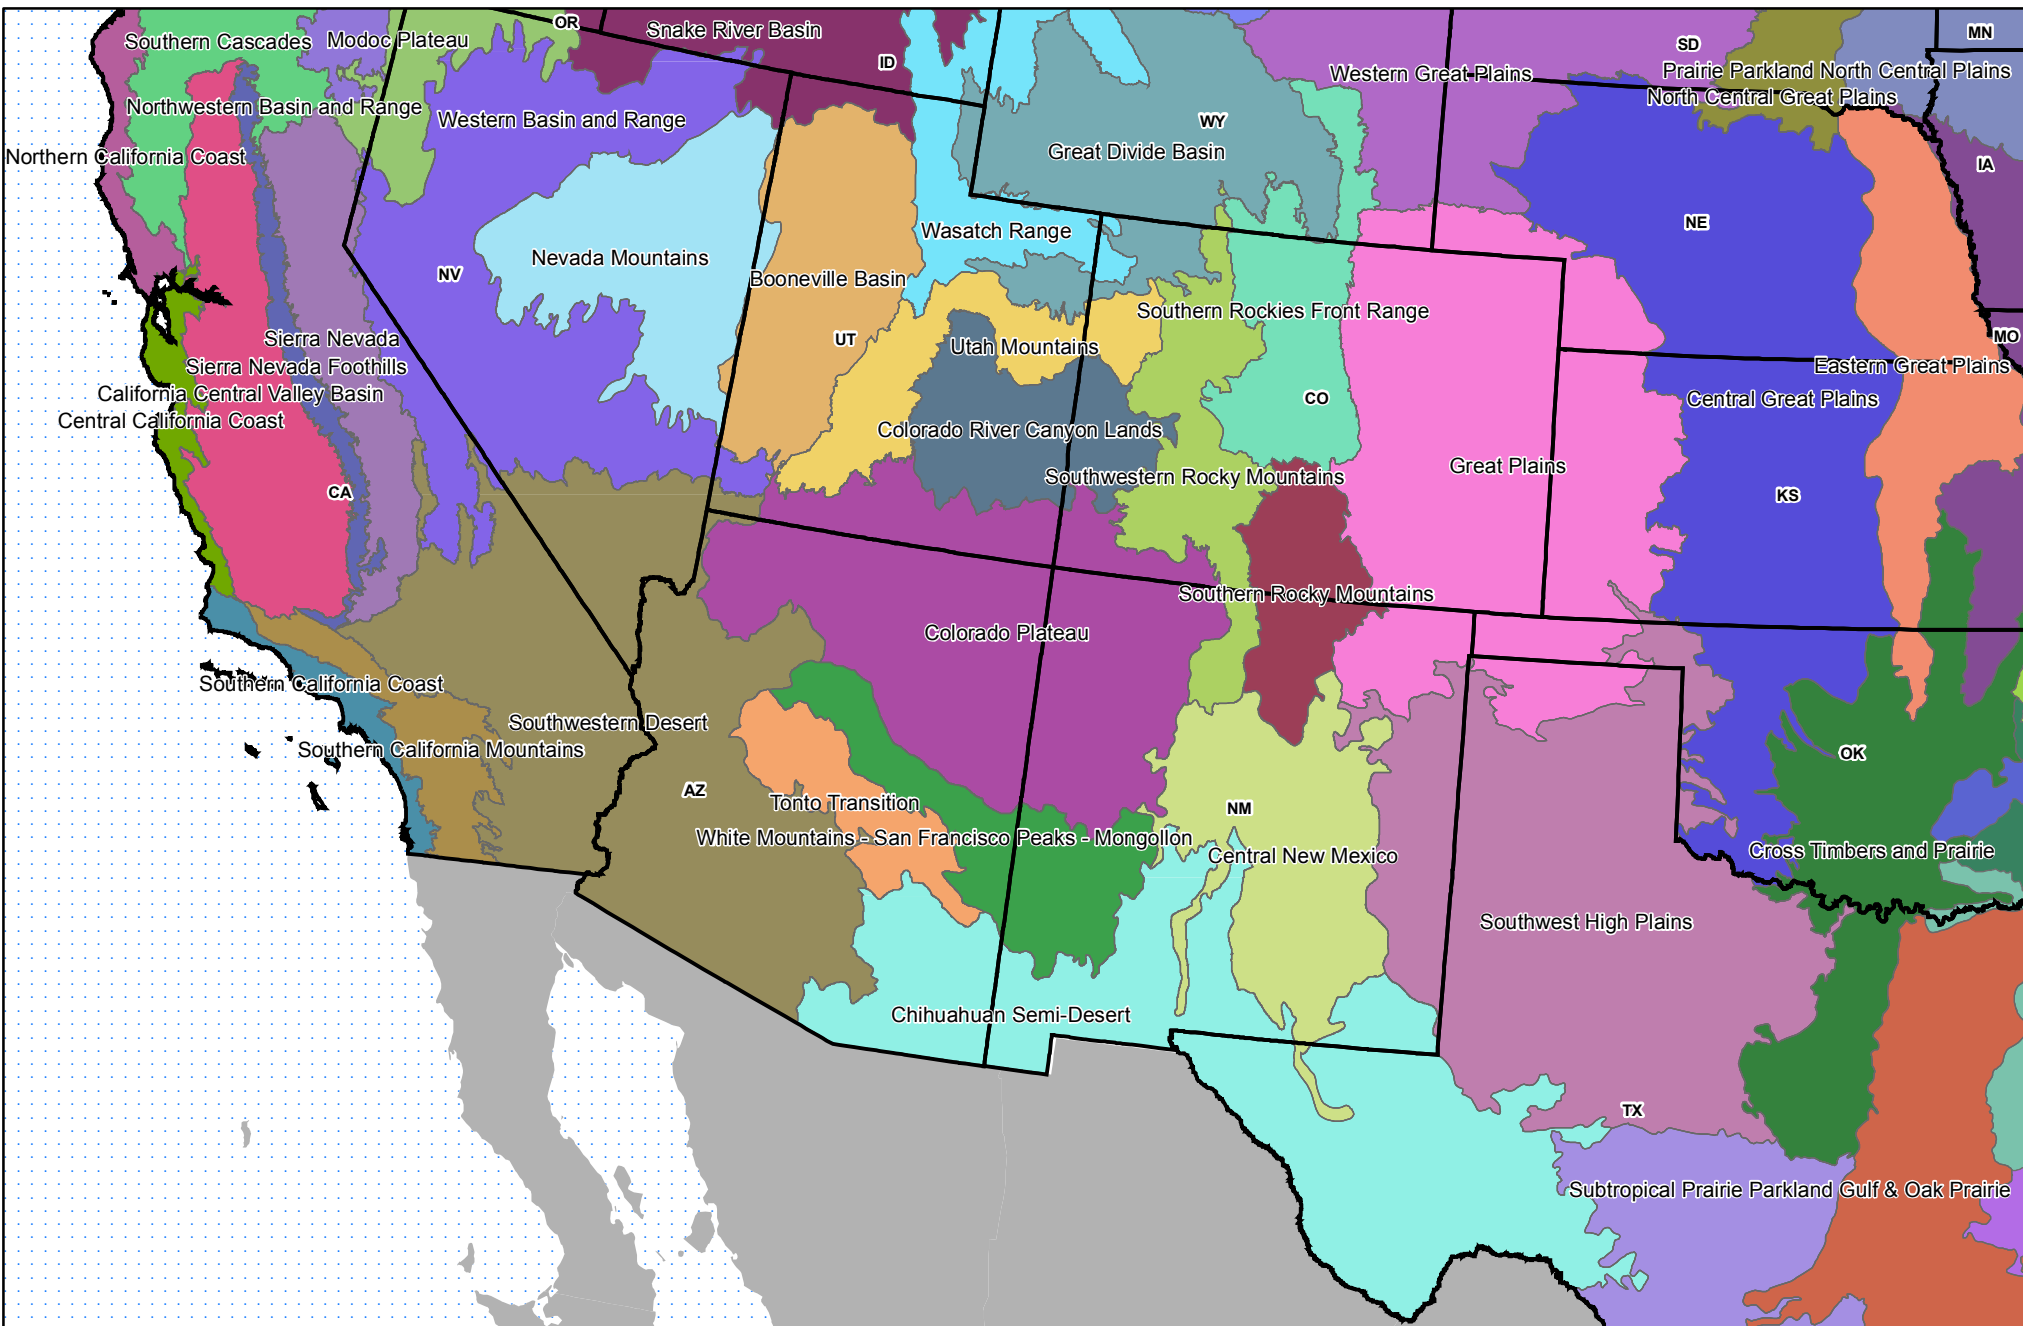 OR
Snake River Basin
MN
Southern Cascades
Modoc Plateau
SD
ID
Western Great Plains
Prairie Parkland North Central Plains
North Central Great Plains
Northwestern Basin and Range
Western Basin and Range
WY
Great Divide Basin
Northern California Coast
IA
NE
Wasatch Range
Nevada Mountains
NV
Booneville Basin
Southern Rockies Front Range
Sierra Nevada
UT
Utah Mountains
MO
Sierra Nevada Foothills
Eastern Great Plains
California Central Valley Basin
CO
Central Great Plains
Central California Coast
Colorado River Canyon Lands
Great Plains
Southwestern Rocky Mountains
CA
KS
Southern Rocky Mountains
Colorado Plateau
Southern California Coast
Southwestern Desert
Southern California Mountains
OK
AZ
Tonto Transition
NM
White Mountains - San Francisco Peaks - Mongollon
Central New Mexico
Cross Timbers and Prairie
Southwest High Plains
Chihuahuan Semi-Desert
TX
Subtropical Prairie Parkland Gulf & Oak Prairie